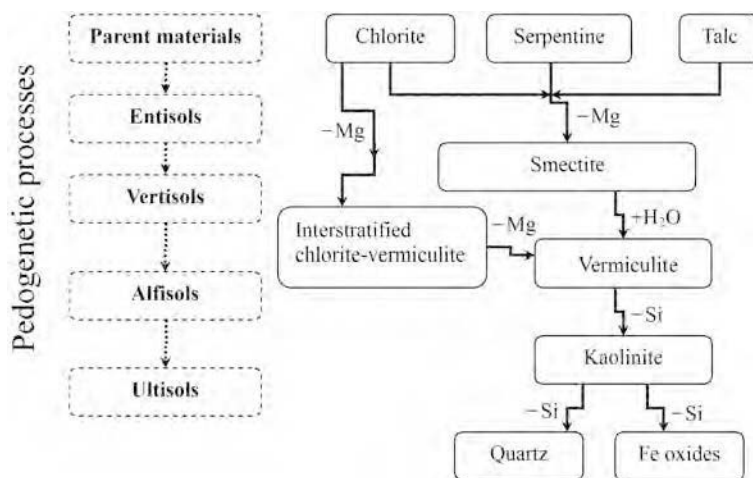 Pedogenetic processes
Parent materials
Entisols
Vertisols
Alfisols
Ultisols
Chlorite
Serpentine
Talc
−Mg
−Mg
Smectite
+H₂O
Interstratified
chlorite-vermiculite
−Mg
Vermiculite
−Si
Kaolinite
−Si
−Si
Quartz
Fe oxides